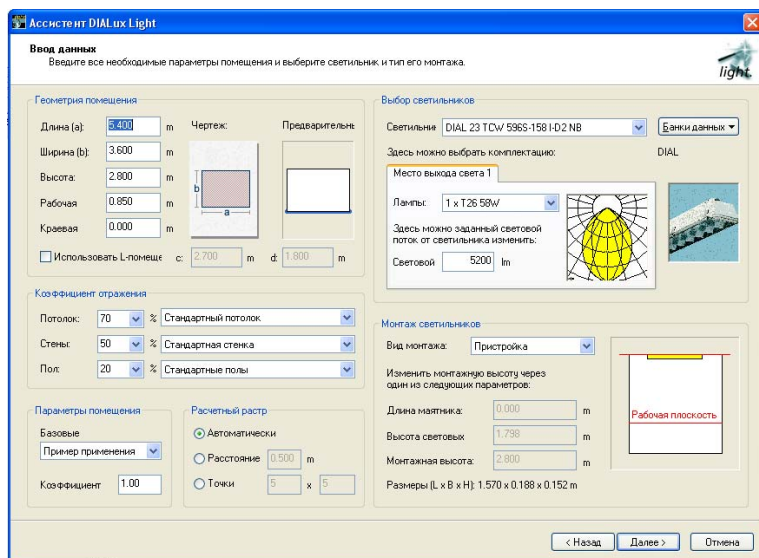 Ассистент DIALux Light
Ввод данных
Введите все необходимые параметры помещения и выберите светильник и тип его монтажа.
light.
Геометрия помещения
Длина (a): 5.400 m Чертеж: Предварительн
Ширина (b): 3.600 m
Высота: 2.800 m
Рабочая 0.850 m
Краевая 0.000 m
b
a
Использовать L-помеще c: 2.700 m d: 1.800 m
Коэффициент отражения
Потолок: 70 % Стандартный потолок
Стены: 50 % Стандартная стенка
Пол: 20 % Стандартные полы
Параметры помещения
Базовые
Пример применения
Коэффициент 1.00
Расчетный растр
Автоматически
Расстояние 0.500 m
Точки 5 x 5
Выбор светильников
Светильни DIAL 23 TCW 596S-158 I-D2 NB Банки данных
Здесь можно выбрать комплектацию: DIAL
Место выхода света 1
Лампы: 1 x T26 58W
Здесь можно заданный световой
поток от светильника изменить:
Световой 5200 lm
Монтаж светильников
Вид монтажа: Пристройка
Изменить монтажную высоту через
один из следующих параметров:
Длина маятника: 0.000 m
Высота световых 1.798 m
Монтажная высота: 2.800 m
Размеры (L x B x H): 1.570 x 0.188 x 0.152 m
Рабочая плоскость
< Назад Далее > Отмена